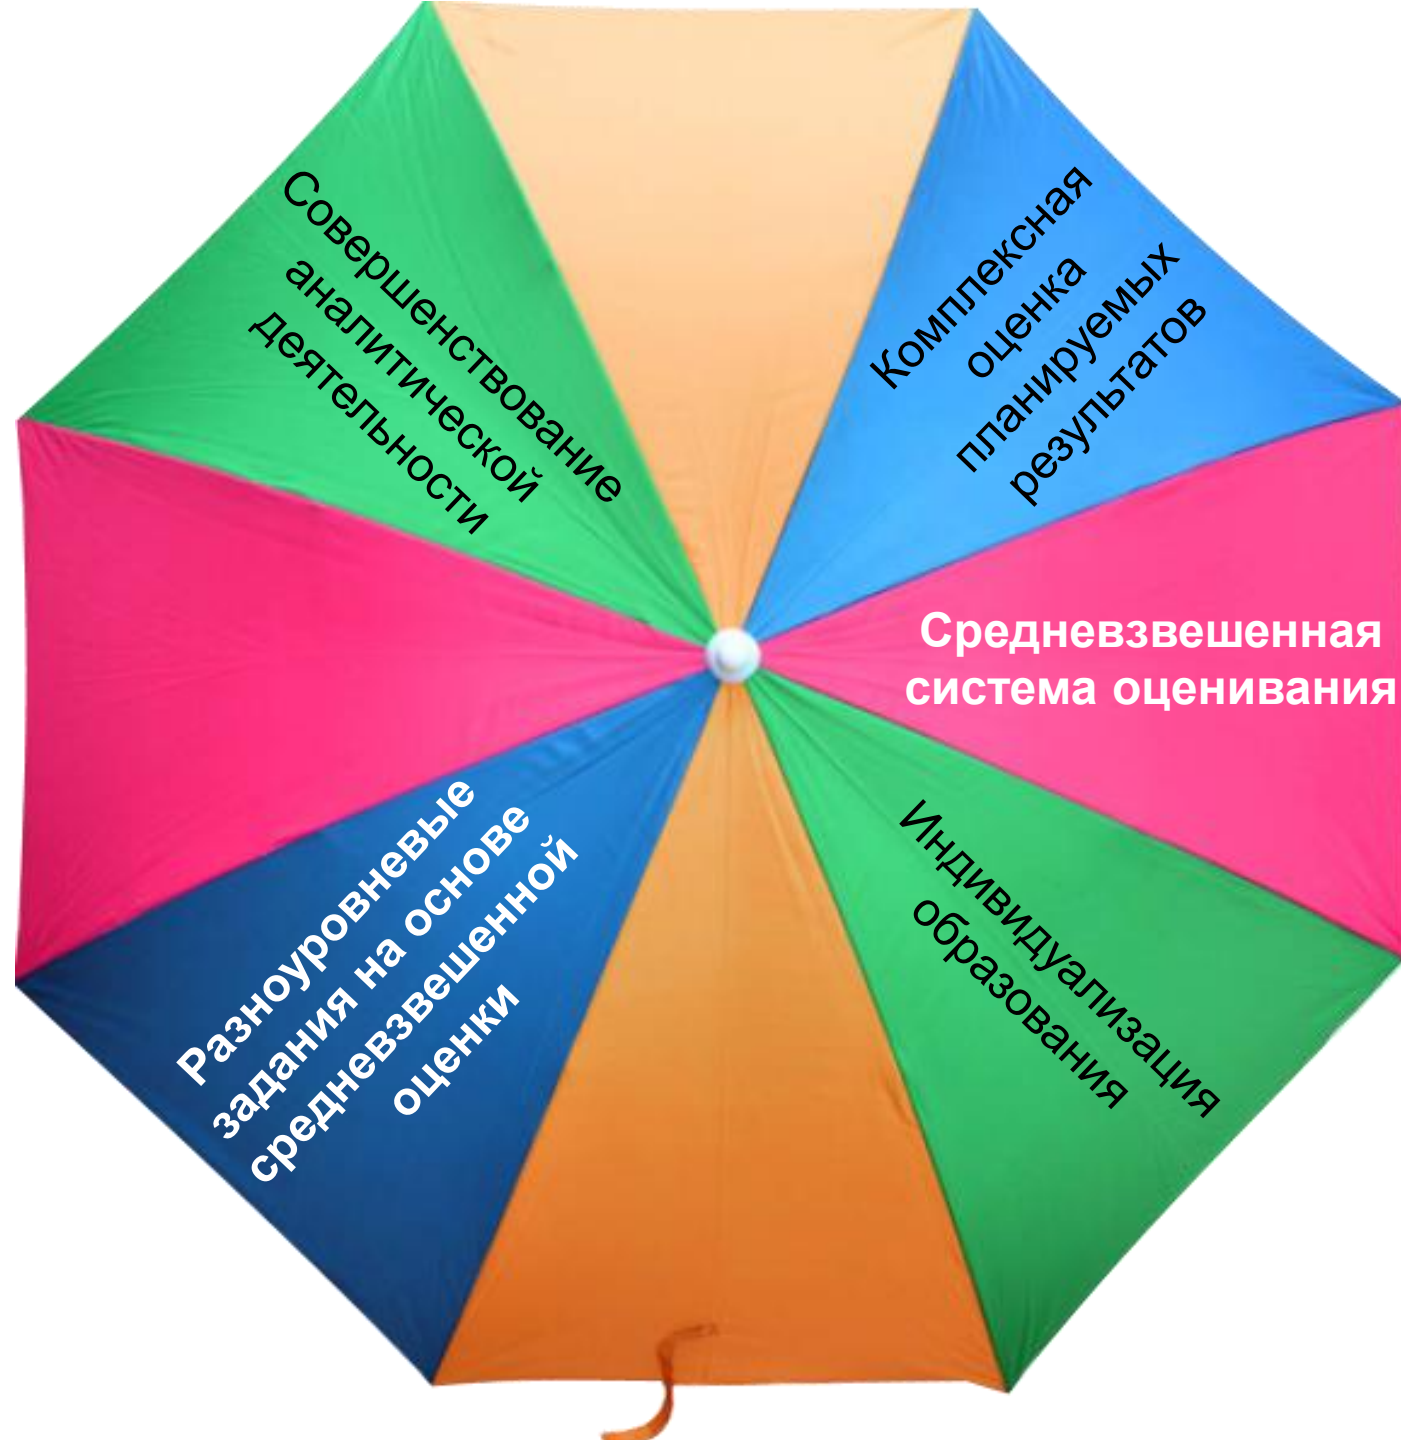 Совершенствование
аналитической
деятельности
Комплексная
оценка
планируемых
результатов
Средневзвешенная
система оценивания
Индивидуализация
образования
Разноуровневые
задания на основе
средневзвешенной
оценки